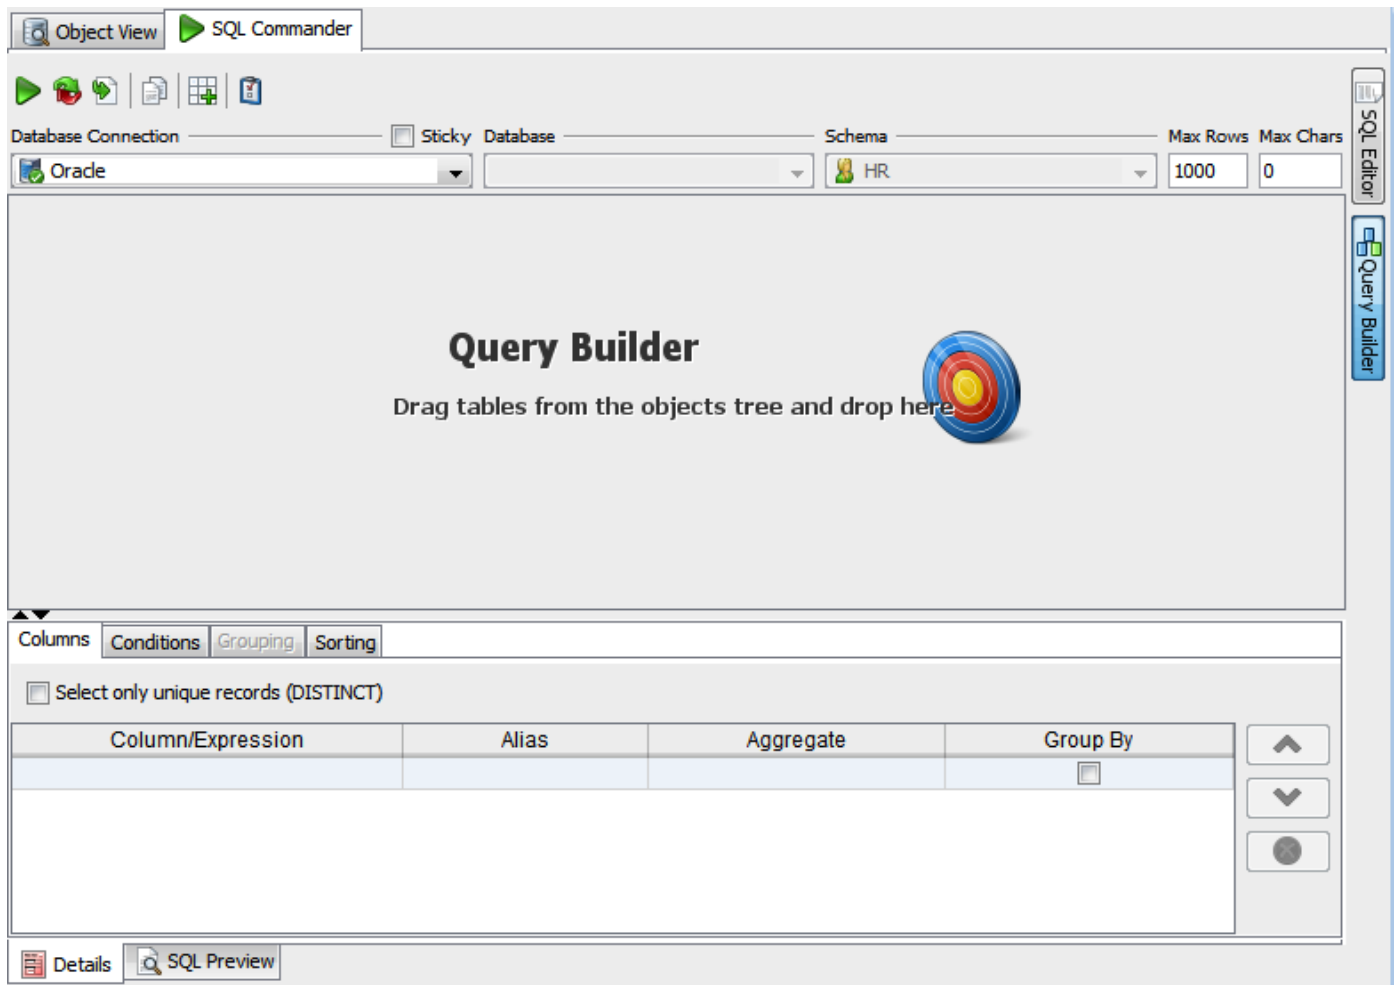 Object View SQL Commander
Database Connection Sticky Database Schema Max Rows Max Chars
Oracle HR 1000 0
SQL Editor
Query Builder
Query Builder
Drag tables from the objects tree and drop here
Columns Conditions Grouping Sorting
Select only unique records (DISTINCT)
Column/Expression Alias Aggregate Group By
Details SQL Preview